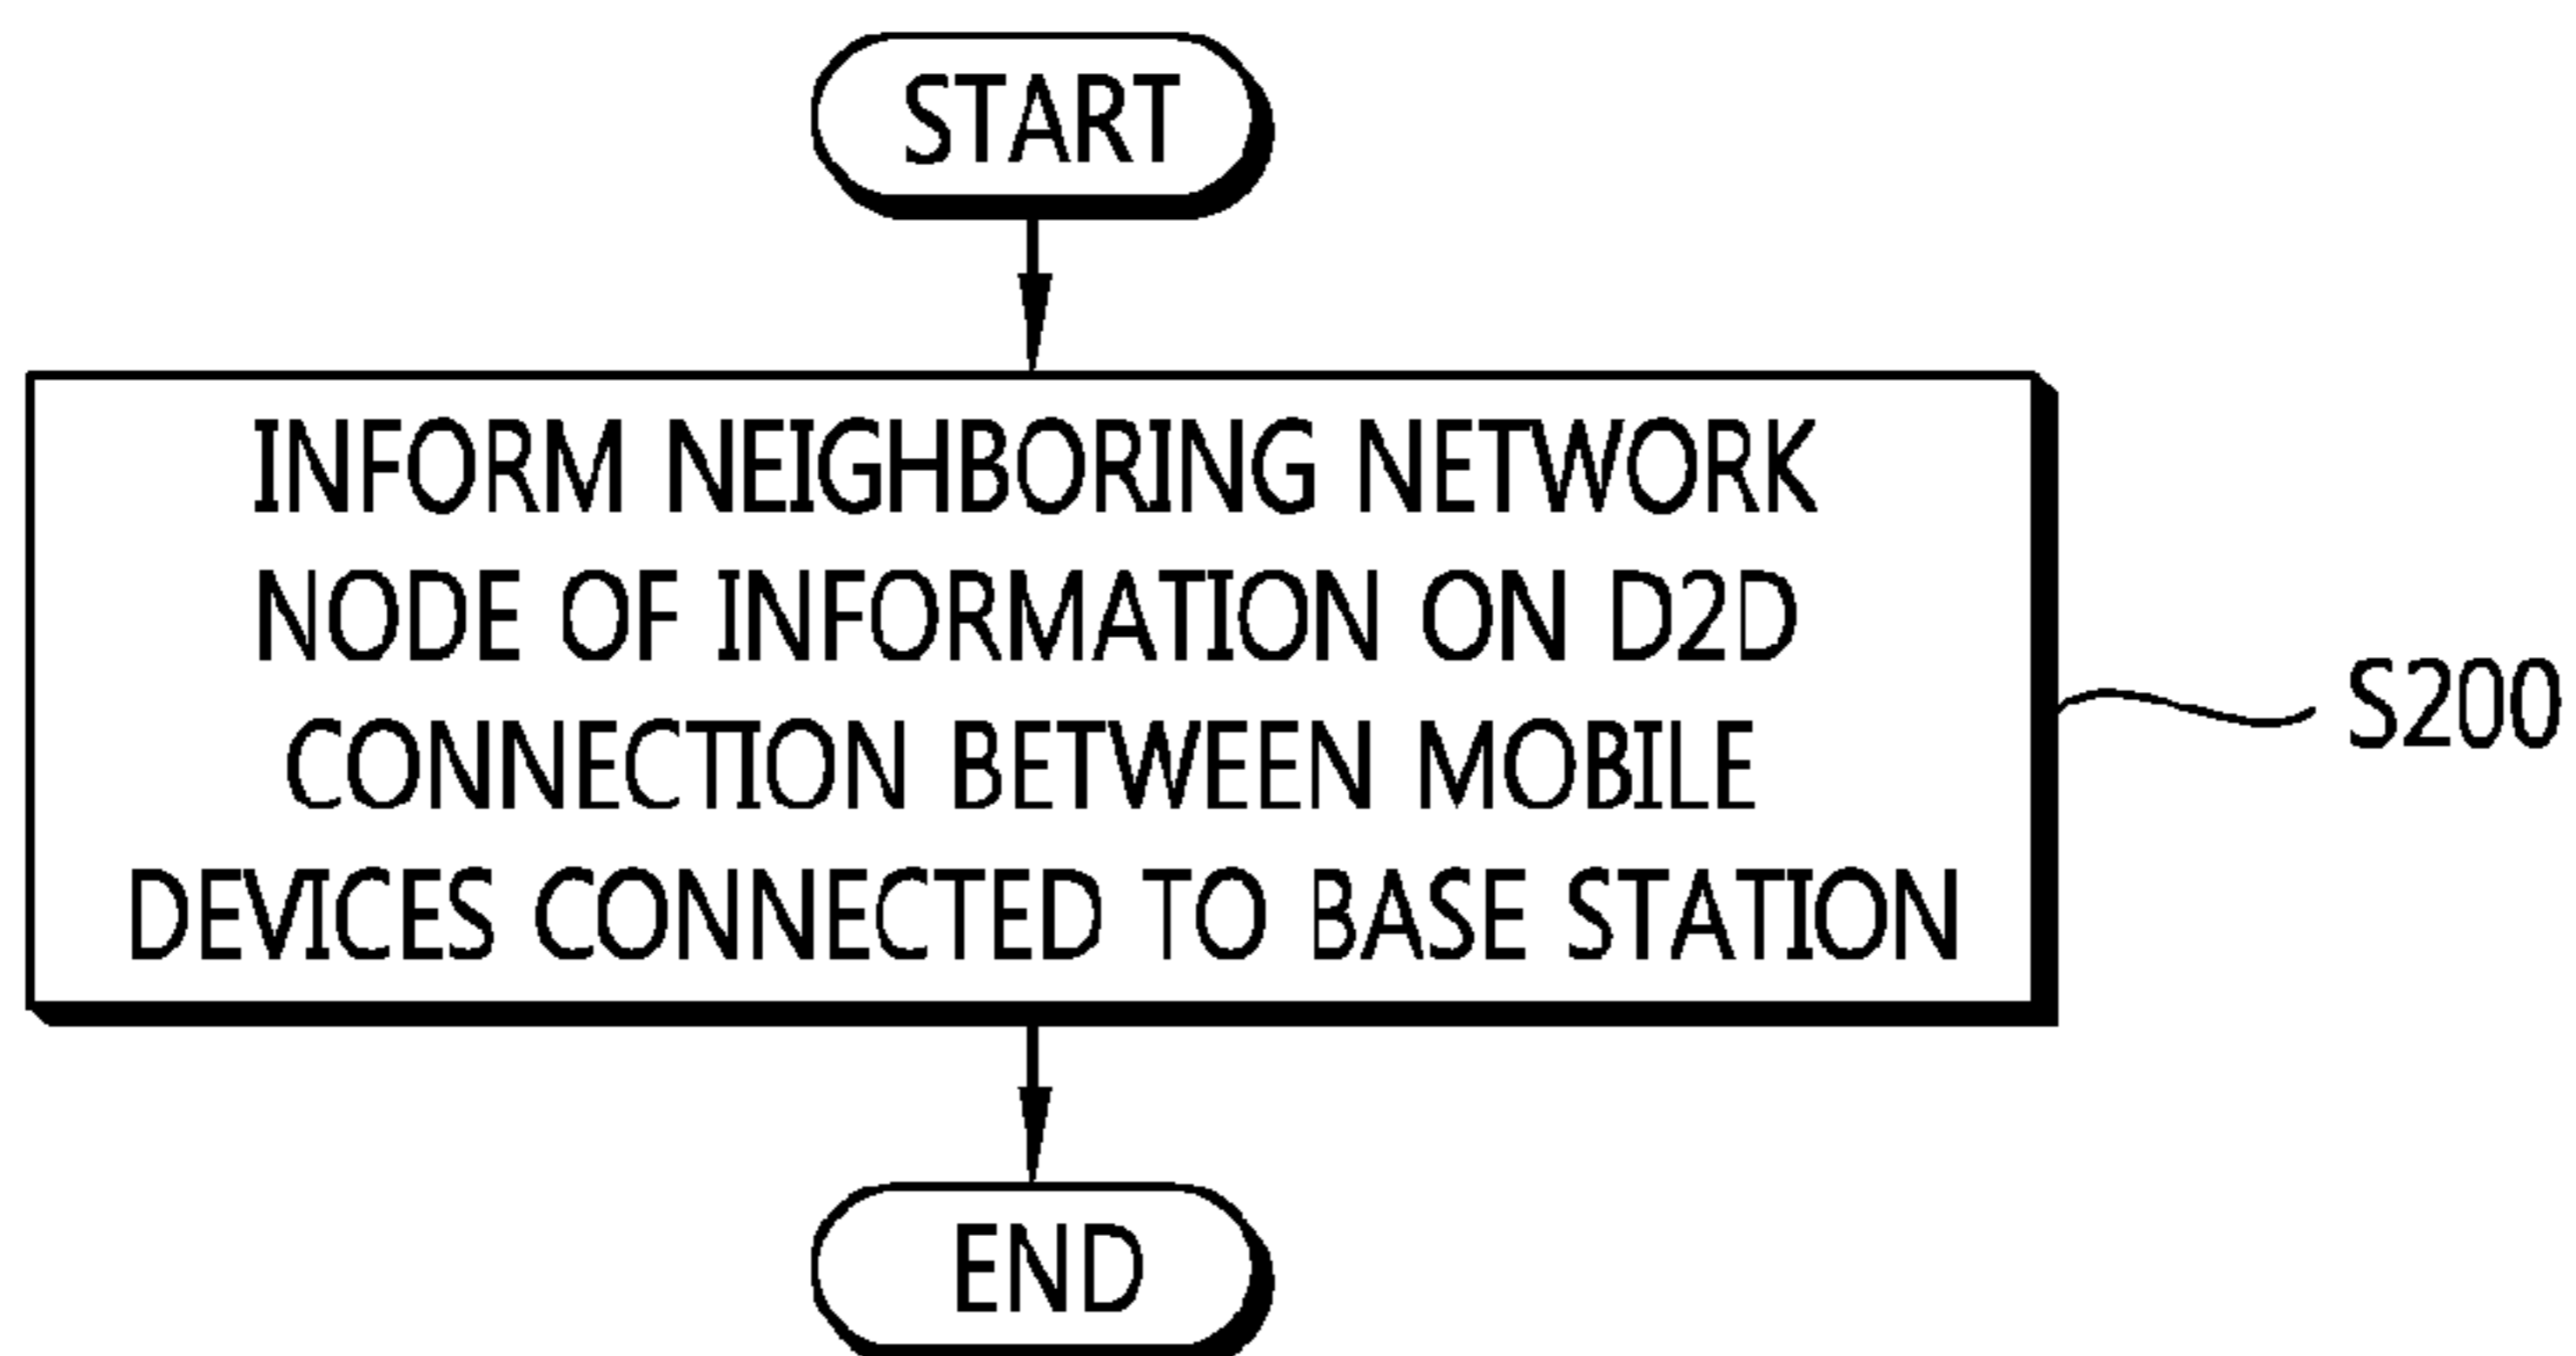 START
INFORM NEIGHBORING NETWORK
NODE OF INFORMATION ON D2D
CONNECTION BETWEEN MOBILE
DEVICES CONNECTED TO BASE STATION
S200
END